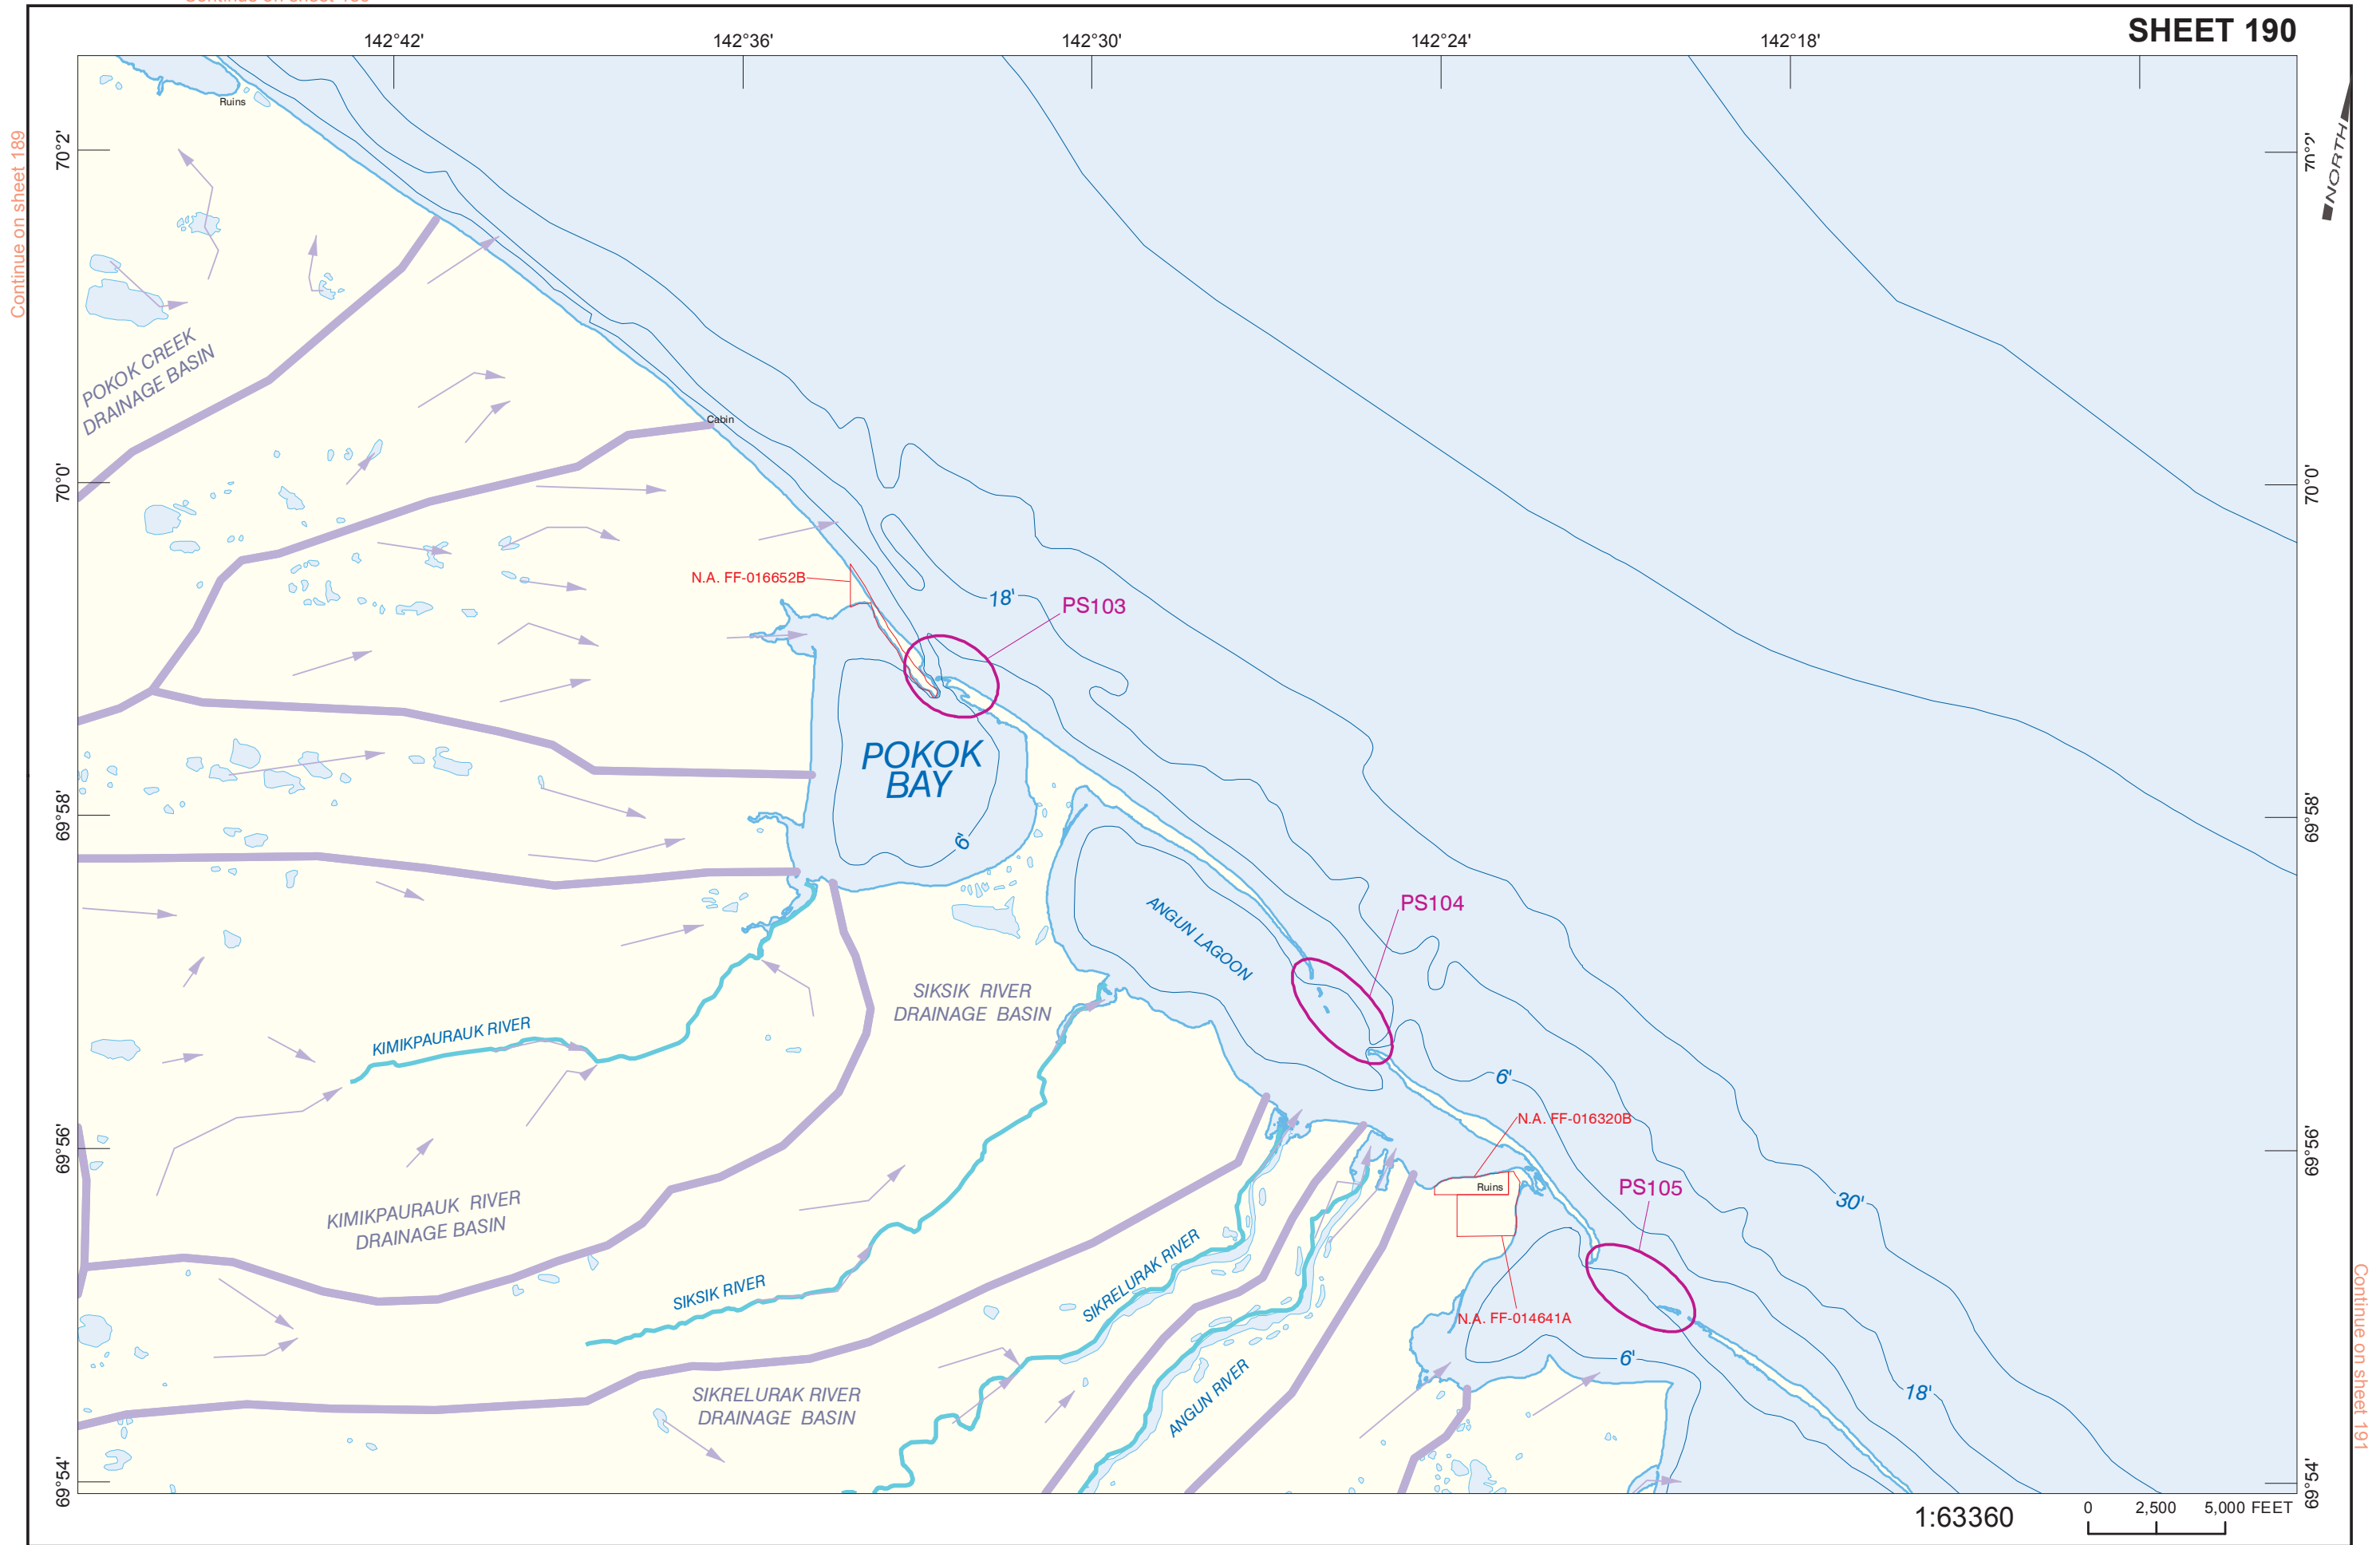 SHEET 190
142°42'
142°36'
142°30'
142°24'
142°18'
Ruins
70°2'
70°2'
NORTH
Continue on sheet 189
POKOK CREEK
DRAINAGE BASIN
Cabin
70°0'
70°0'
N.A. FF-016652B
18'
PS103
POKOK
BAY
6'
69°58'
69°58'
PS104
ANGUN LAGOON
SIKSIK RIVER
DRAINAGE BASIN
KIMIKPAURAUK RIVER
6'
N.A. FF-016320B
69°56'
69°56'
Ruins
PS105
30'
KIMIKPAURAUK RIVER
DRAINAGE BASIN
SIKSIK RIVER
SIKRELURAK RIVER
N.A. FF-014641A
6'
18'
SIKRELURAK RIVER
DRAINAGE BASIN
ANGUN RIVER
Continue on sheet 191
69°54'
69°54'
1:63360
0 2,500 5,000 FEET